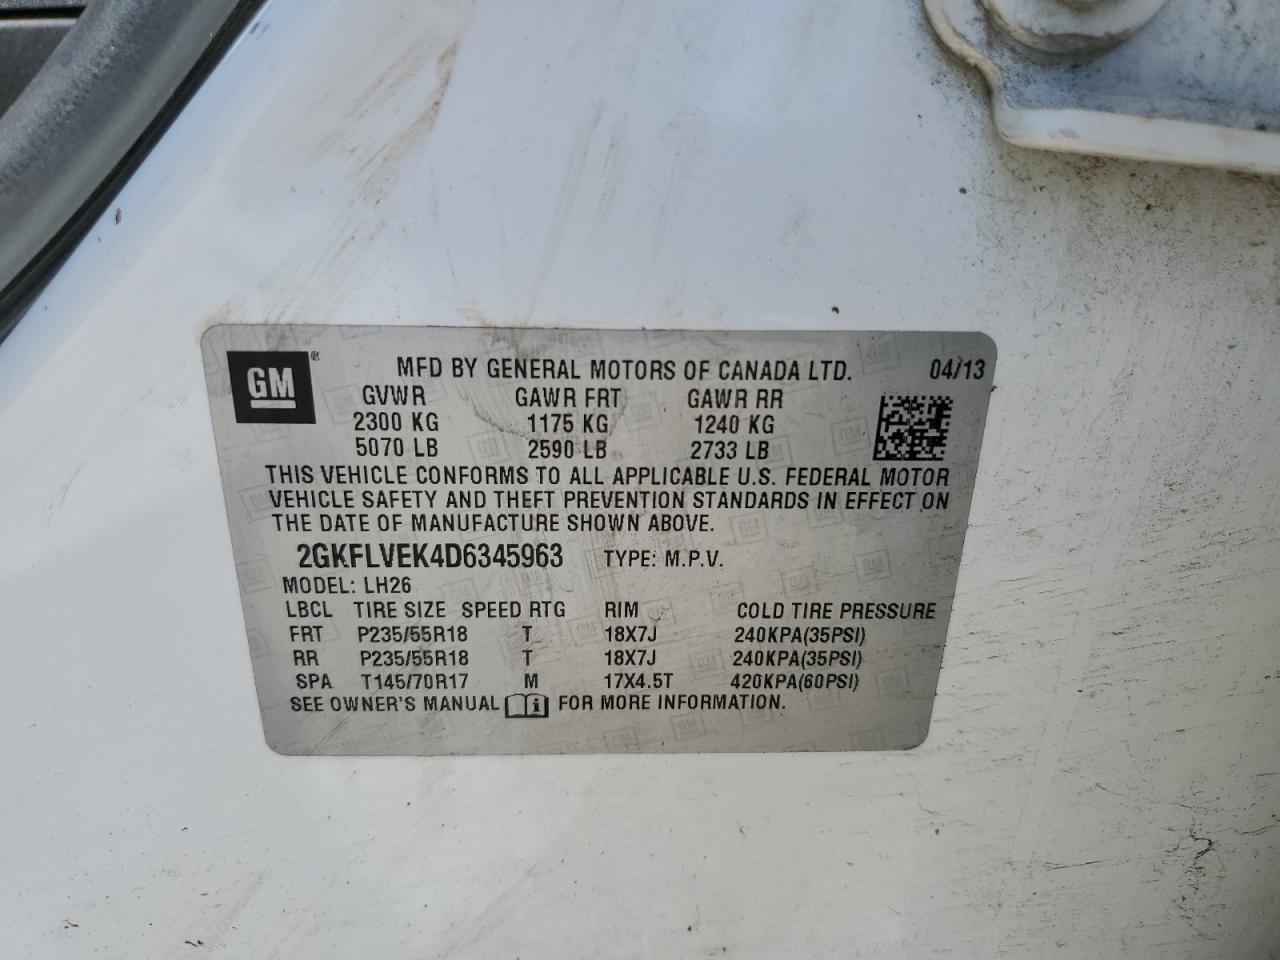 GM ®
MFD BY GENERAL MOTORS OF CANADA LTD. 04/13
GVWR GAWR FRT GAWR RR
2300 KG 1175 KG 1240 KG
5070 LB 2590 LB 2733 LB
THIS VEHICLE CONFORMS TO ALL APPLICABLE U.S. FEDERAL MOTOR
VEHICLE SAFETY AND THEFT PREVENTION STANDARDS IN EFFECT ON
THE DATE OF MANUFACTURE SHOWN ABOVE.
2GKFLVEK4D6345963 TYPE: M.P.V.
MODEL: LH26
LBCL TIRE SIZE SPEED RTG RIM COLD TIRE PRESSURE
FRT P235/55R18 T 18X7J 240KPA(35PSI)
RR P235/55R18 T 18X7J 240KPA(35PSI)
SPA T145/70R17 M 17X4.5T 420KPA(60PSI)
SEE OWNER'S MANUAL i FOR MORE INFORMATION.